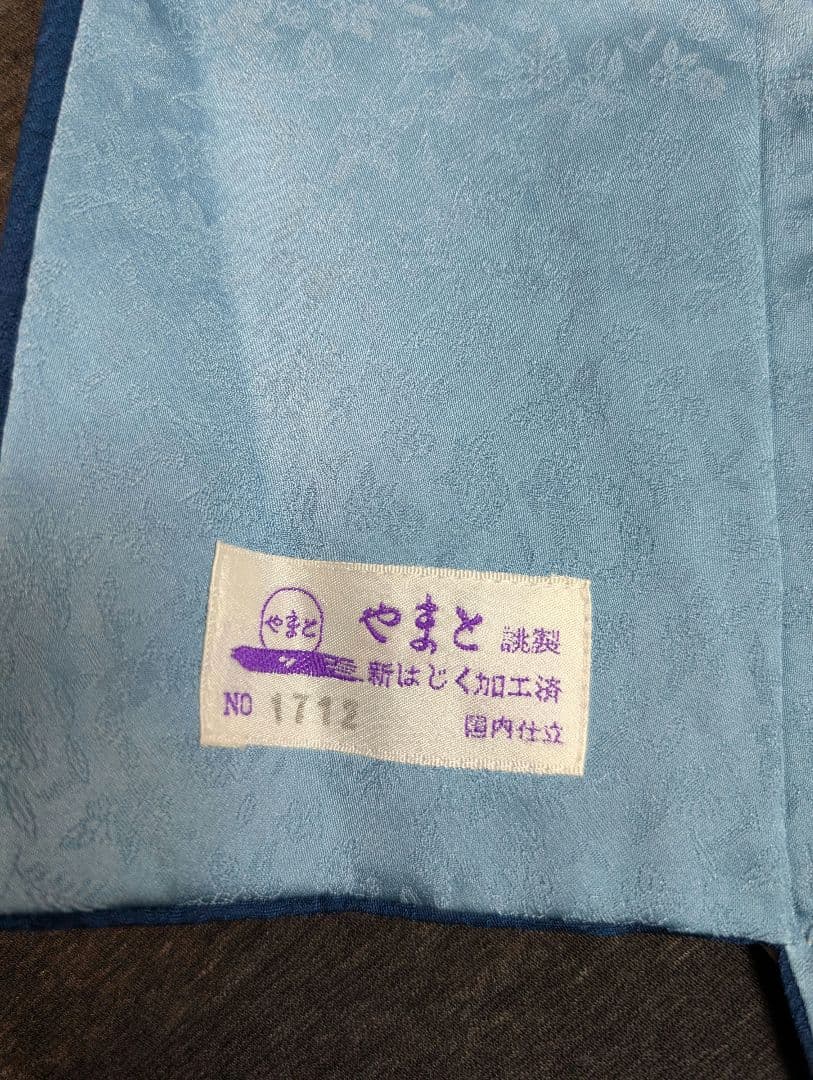 やまと
やまと 誂製
新はじく加工済
NO 1712
国内仕立